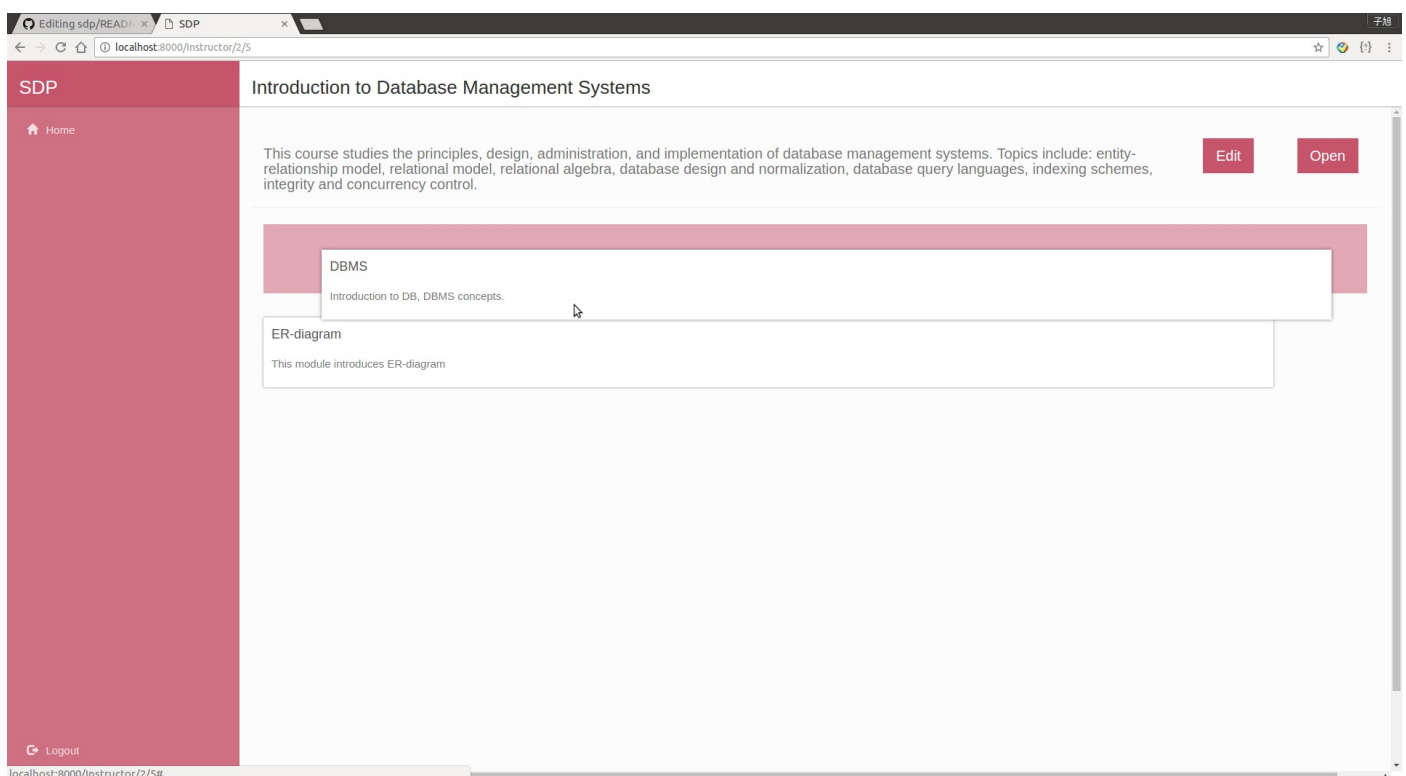 Editing sdp/READM
SDP
子旭
localhost:8000/Instructor/2/5
SDP
Introduction to Database Management Systems
Home
This course studies the principles, design, administration, and implementation of database management systems. Topics include: entity-
relationship model, relational model, relational algebra, database design and normalization, database query languages, indexing schemes,
integrity and concurrency control.
Edit
Open
DBMS
Introduction to DB, DBMS concepts.
ER-diagram
This module introduces ER-diagram
Logout
localhost:8000/Instructor/2/5#